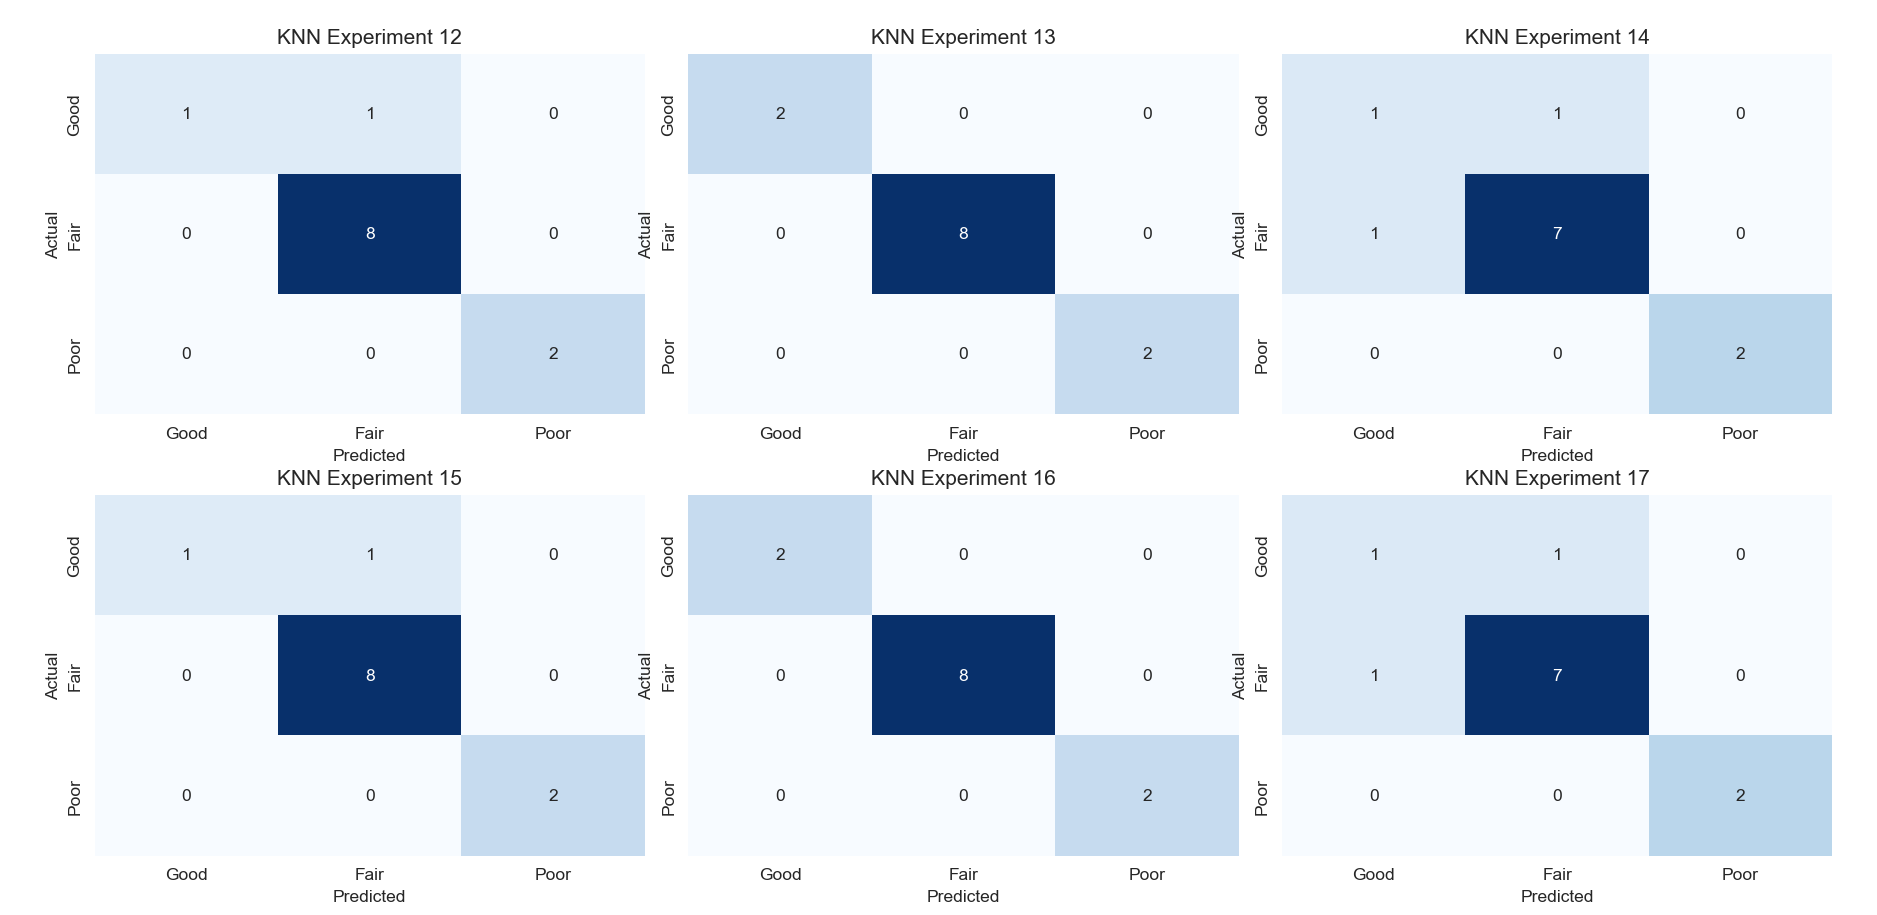 KNN Experiment 12
Good 1 1 0
Actual
Fair 0 8 0
Poor 0 0 2
Good Fair Poor
Predicted
KNN Experiment 13
Good 2 0 0
Actual
Fair 0 8 0
Poor 0 0 2
Good Fair Poor
Predicted
KNN Experiment 14
Good 1 1 0
Actual
Fair 1 7 0
Poor 0 0 2
Good Fair Poor
Predicted
KNN Experiment 15
Good 1 1 0
Actual
Fair 0 8 0
Poor 0 0 2
Good Fair Poor
Predicted
KNN Experiment 16
Good 2 0 0
Actual
Fair 0 8 0
Poor 0 0 2
Good Fair Poor
Predicted
KNN Experiment 17
Good 1 1 0
Actual
Fair 1 7 0
Poor 0 0 2
Good Fair Poor
Predicted